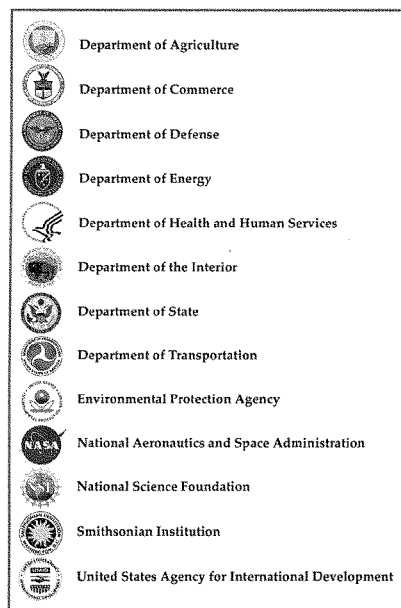 Department of Agriculture
Department of Commerce
Department of Defense
Department of Energy
Department of Health and Human Services
Department of the Interior
Department of State
Department of Transportation
Environmental Protection Agency
NASA
National Aeronautics and Space Administration
National Science Foundation
Smithsonian Institution
United States Agency for International Development